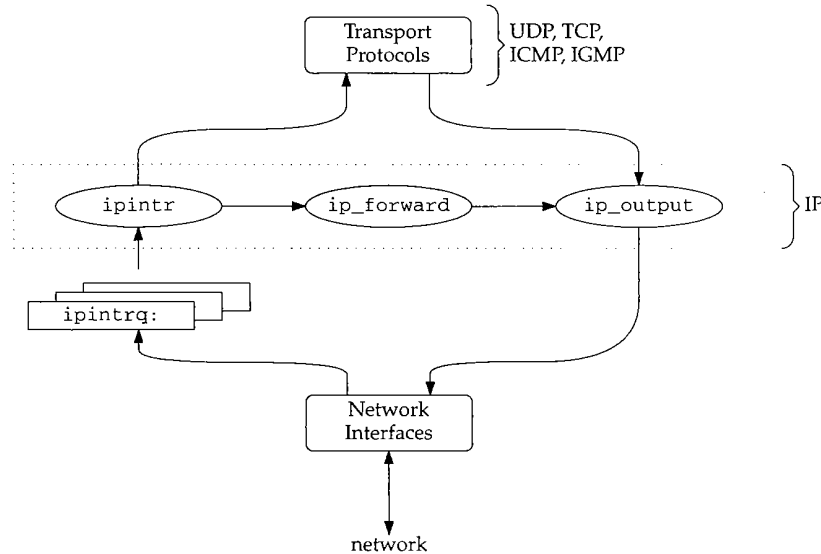 Transport
Protocols
UDP, TCP,
ICMP, IGMP
ipintr
ip_forward
ip_output
IP
ipintrq:
Network
Interfaces
network